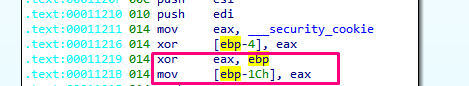 .text:00011210 010 push    edi
.text:00011211 014 mov     eax, ___security_cookie
.text:00011216 014 xor     [ebp-4], eax
.text:00011219 014 xor     eax, ebp
.text:0001121B 014 mov     [ebp-1Ch], eax